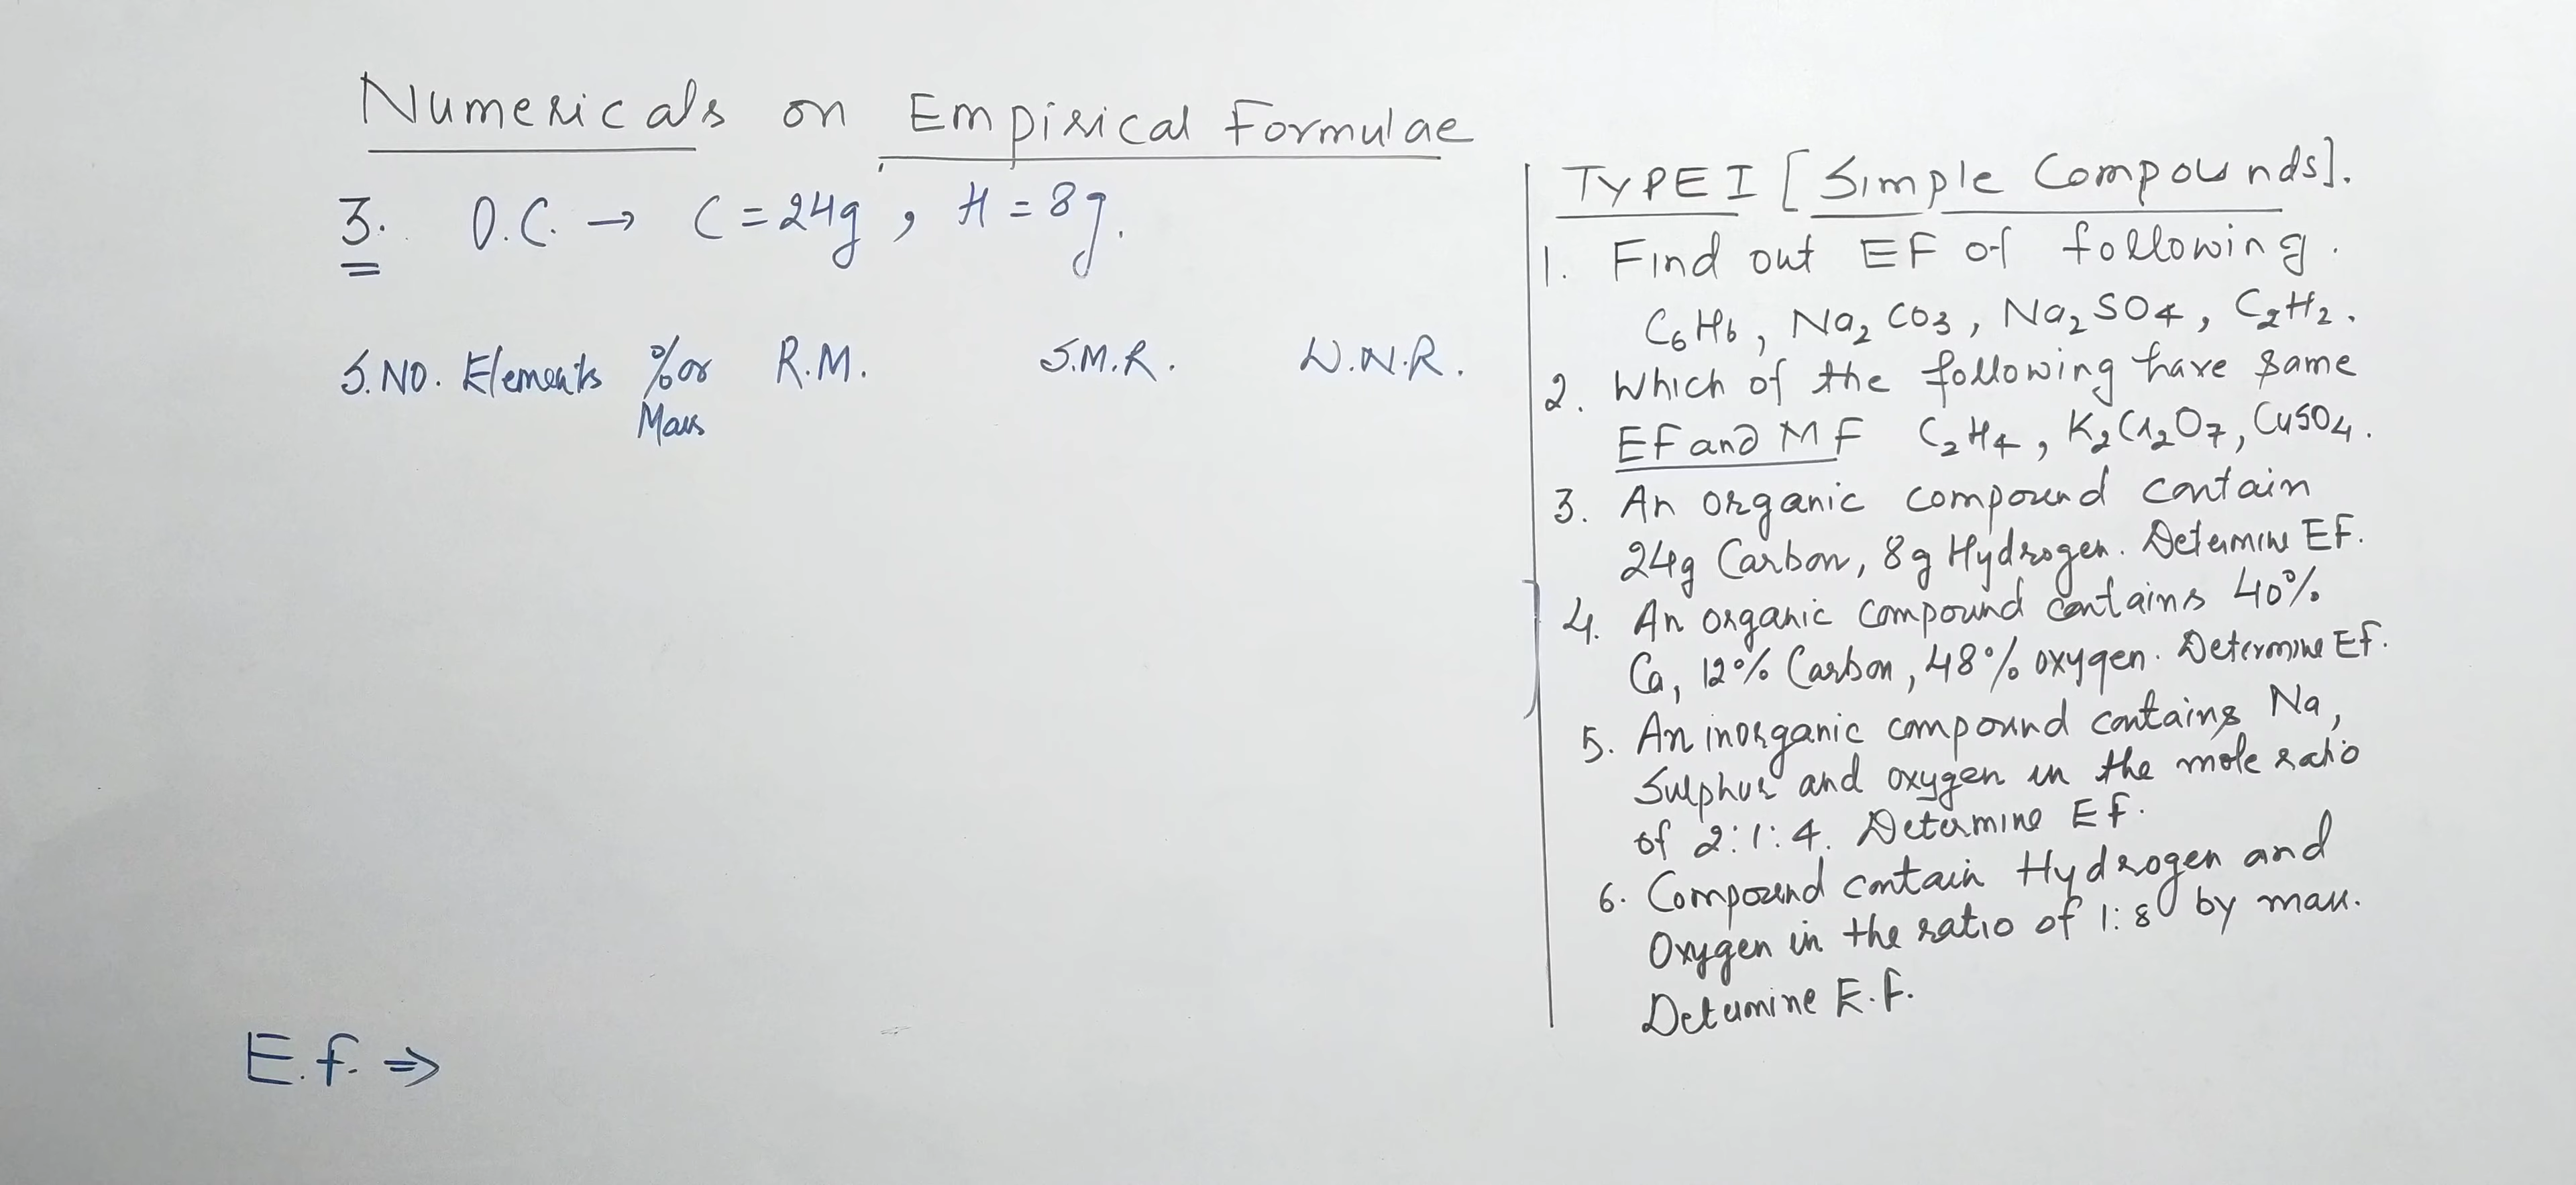 Numericals on Empirical Formulae
3. O.C. → C = 24g, H = 8g.
S.NO. Elements % or Mass R.M. S.M.R. W.N.R.
E.f. ⇒
TYPE I [Simple Compounds].
1. Find out EF of following.
C₆H₆, Na₂CO₃, Na₂SO₄, C₂H₂.
2. Which of the following have same
EF and MF C₂H₄, K₂Cr₂O₇, CuSO₄.
3. An organic compound contain
24g Carbon, 8g Hydrogen. Determine EF.
4. An organic compound contains 40%
Ca, 12% Carbon, 48% oxygen. Determine Ef.
5. An inorganic compound contains Na,
Sulphur and oxygen in the mole ratio
of 2:1:4. Determine Ef.
6. Compound contain Hydrogen and
Oxygen in the ratio of 1:8 by mass.
Determine E.F.